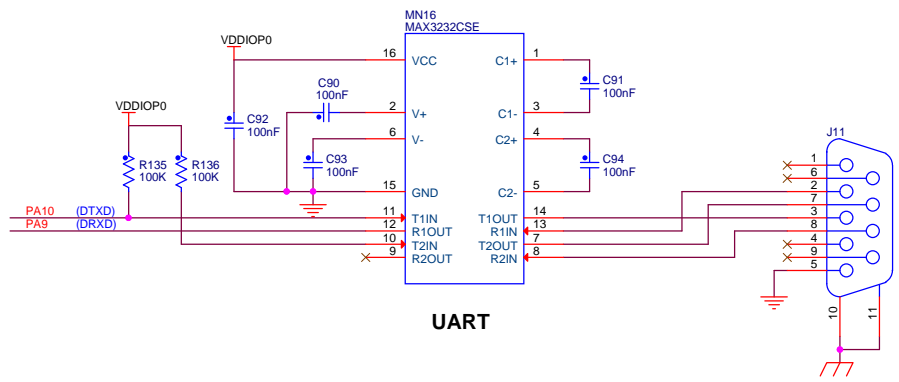 MN16
MAX3232CSE
VDDIOP0
16 VCC C1+ 1
C90
100nF
C91
100nF
VDDIOP0
2 V+ C1- 3
C92
100nF
6 V- C2+ 4
R135
100K
R136
100K
C93
100nF
C94
100nF
15 GND C2- 5
PA10 (DTXD) 11 T1IN T1OUT 14
PA9 (DRXD) 12 R1OUT R1IN 13
10 T2IN T2OUT 7
9 R2OUT R2IN 8
J11
1
6
2
7
3
8
4
9
5
10
11
UART